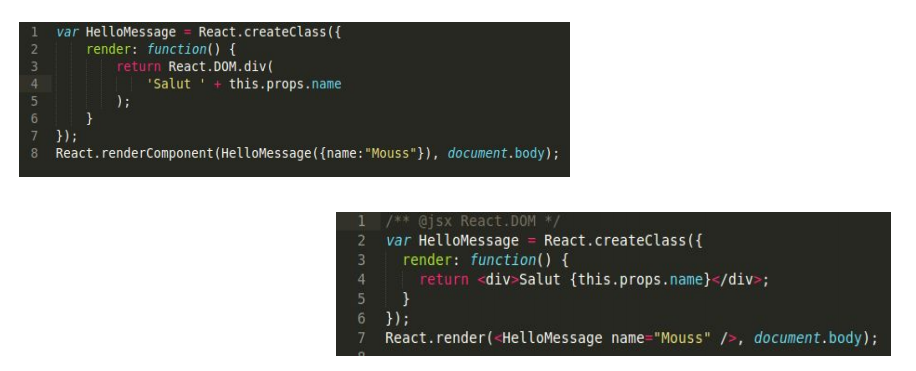 1 var HelloMessage = React.createClass({
2 render: function() {
3 return React.DOM.div(
4 'Salut ' + this.props.name
5 );
6 }
7 });
8 React.renderComponent(HelloMessage({name:"Mouss"}), document.body);
1 /** @jsx React.DOM */
2 var HelloMessage = React.createClass({
3 render: function() {
4 return <div>Salut {this.props.name}</div>;
5 }
6 });
7 React.render(<HelloMessage name="Mouss" />, document.body);